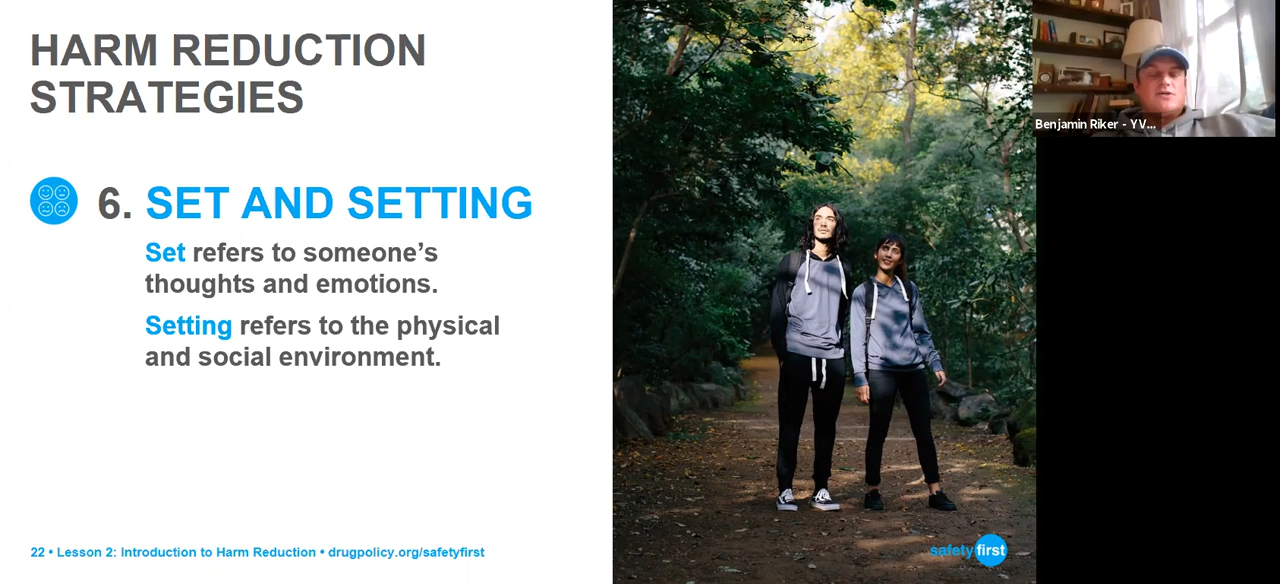 HARM REDUCTION
STRATEGIES
6. SET AND SETTING
Set refers to someone’s
thoughts and emotions.
Setting refers to the physical
and social environment.
22 • Lesson 2: Introduction to Harm Reduction • drugpolicy.org/safetyfirst
safetyfirst
Benjamin Riker - YV...